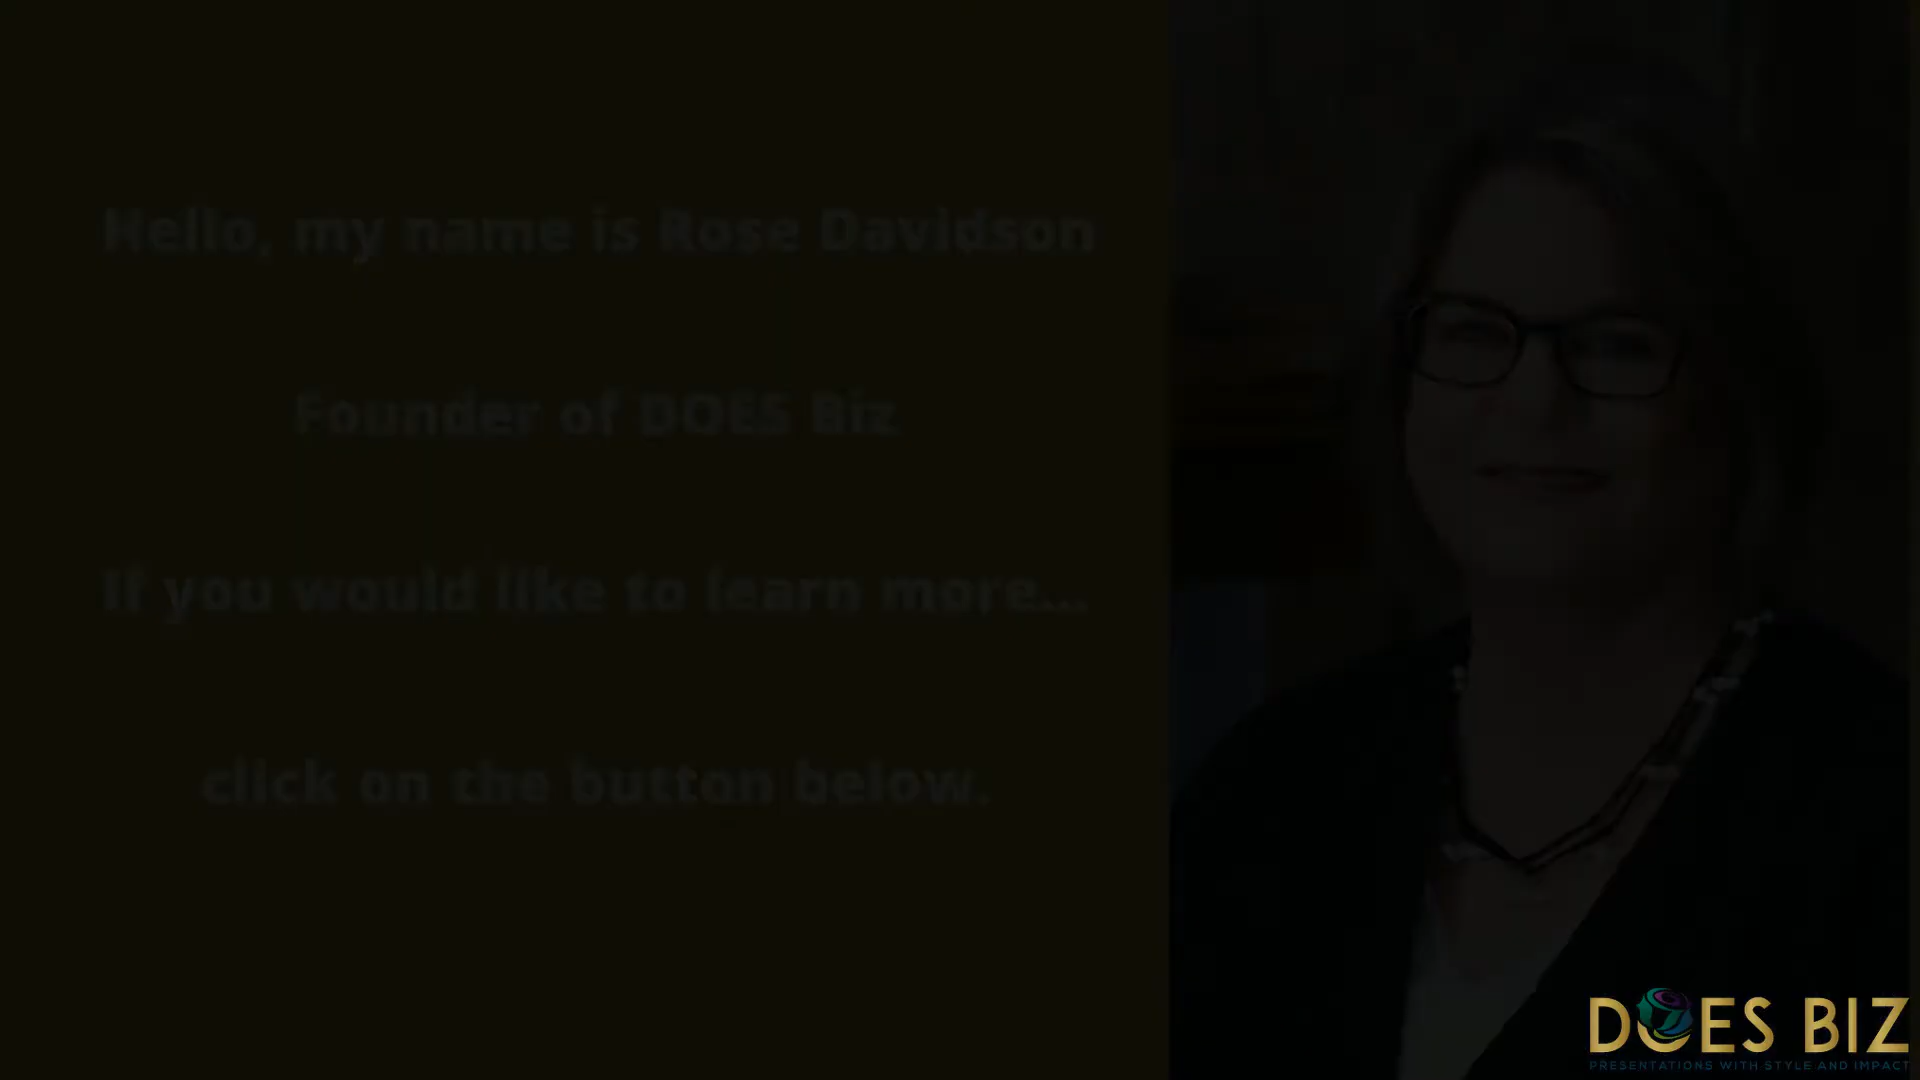 Hello, my name is Rose Davidson
Founder of DOES Biz
If you would like to learn more...
click on the button below.
DOES BIZ
PRESENTATIONS WITH STYLE AND IMPACT